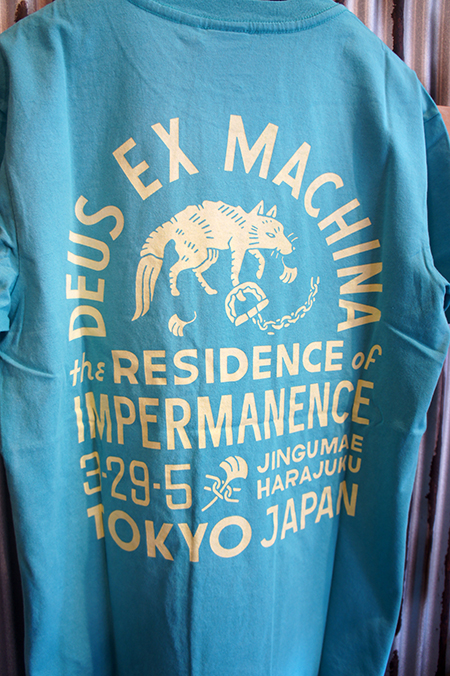 DEUS EX MACHINA
the RESIDENCE of
IMPERMANENCE
3-29-5
JINGUMAE
HARAJUKU
TOKYO JAPAN